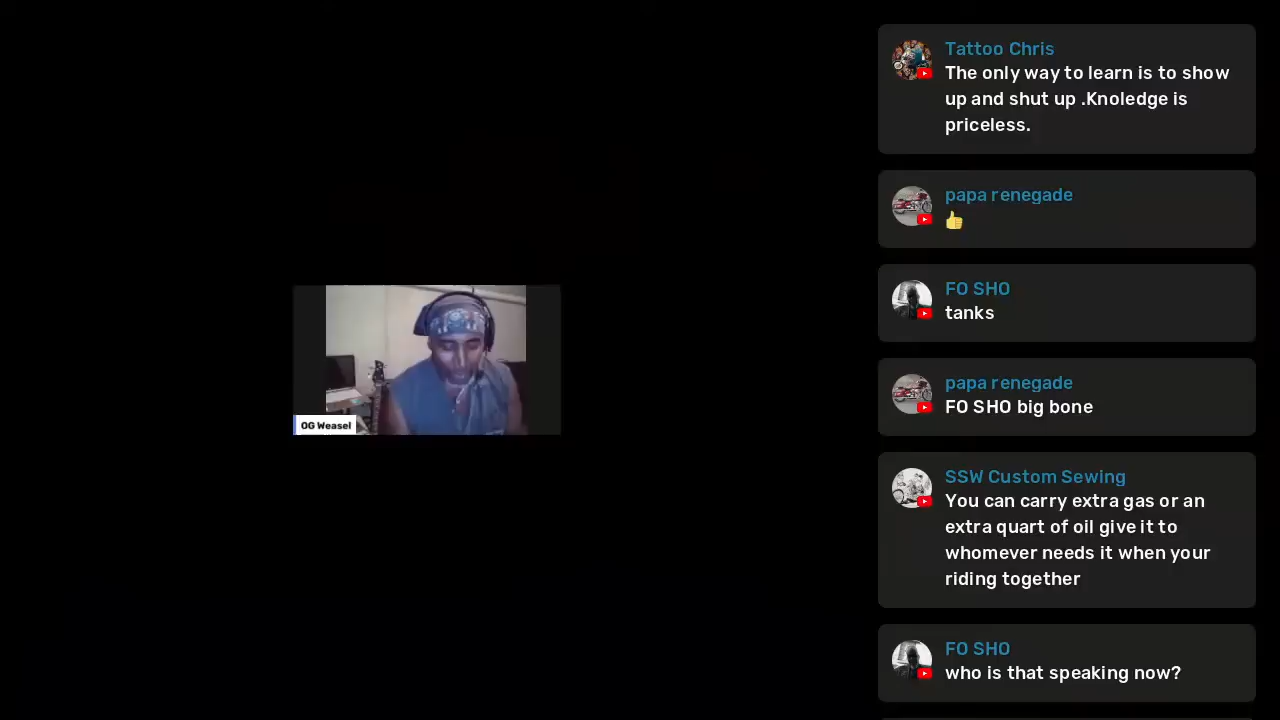 OG Weasel
Tattoo Chris
The only way to learn is to show
up and shut up .Knoledge is
priceless.
papa renegade
👍
FO SHO
tanks
papa renegade
FO SHO big bone
SSW Custom Sewing
You can carry extra gas or an
extra quart of oil give it to
whomever needs it when your
riding together
FO SHO
who is that speaking now?